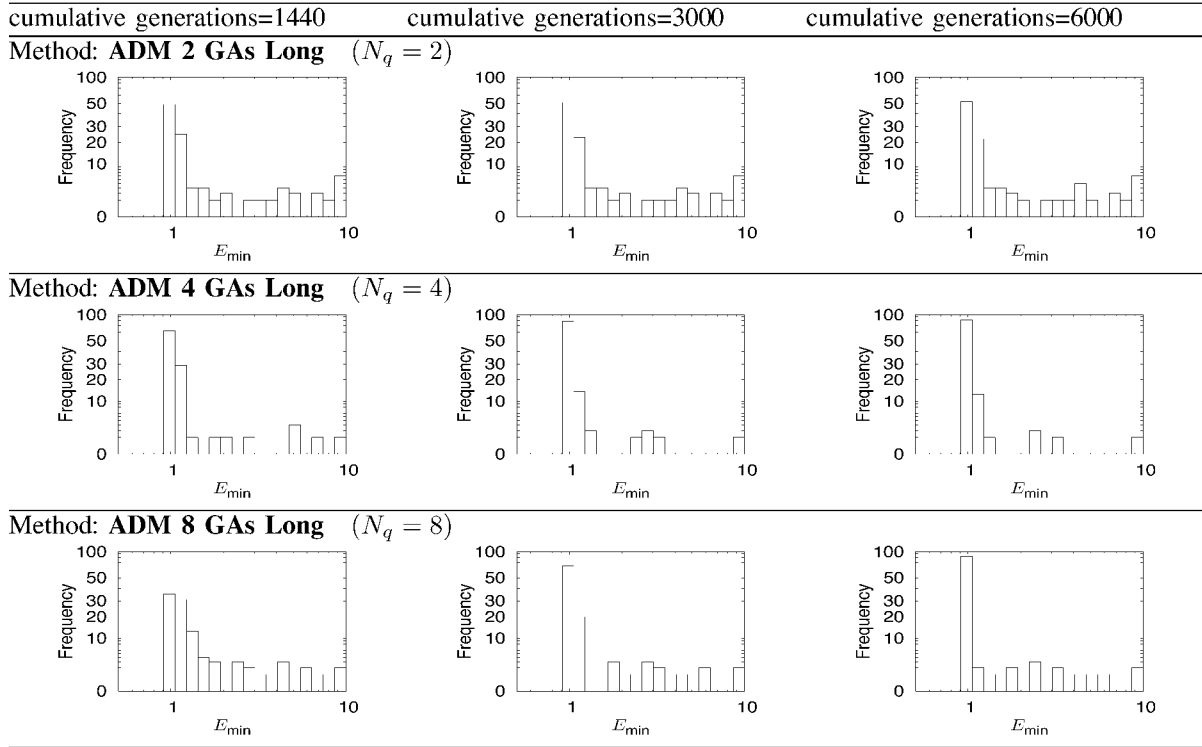 cumulative generations=1440 cumulative generations=3000 cumulative generations=6000
Method: ADM 2 GAs Long (N_q = 2)
100 100 100
50 50 50
30 30 30
20 20 20
10 10 10
0 0 0
Frequency Frequency Frequency
1 10 1 10 1 10
E_min E_min E_min
Method: ADM 4 GAs Long (N_q = 4)
100 100 100
50 50 50
30 30 30
20 20 20
10 10 10
0 0 0
Frequency Frequency Frequency
1 10 1 10 1 10
E_min E_min E_min
Method: ADM 8 GAs Long (N_q = 8)
100 100 100
50 50 50
30 30 30
20 20 20
10 10 10
0 0 0
Frequency Frequency Frequency
1 10 1 10 1 10
E_min E_min E_min